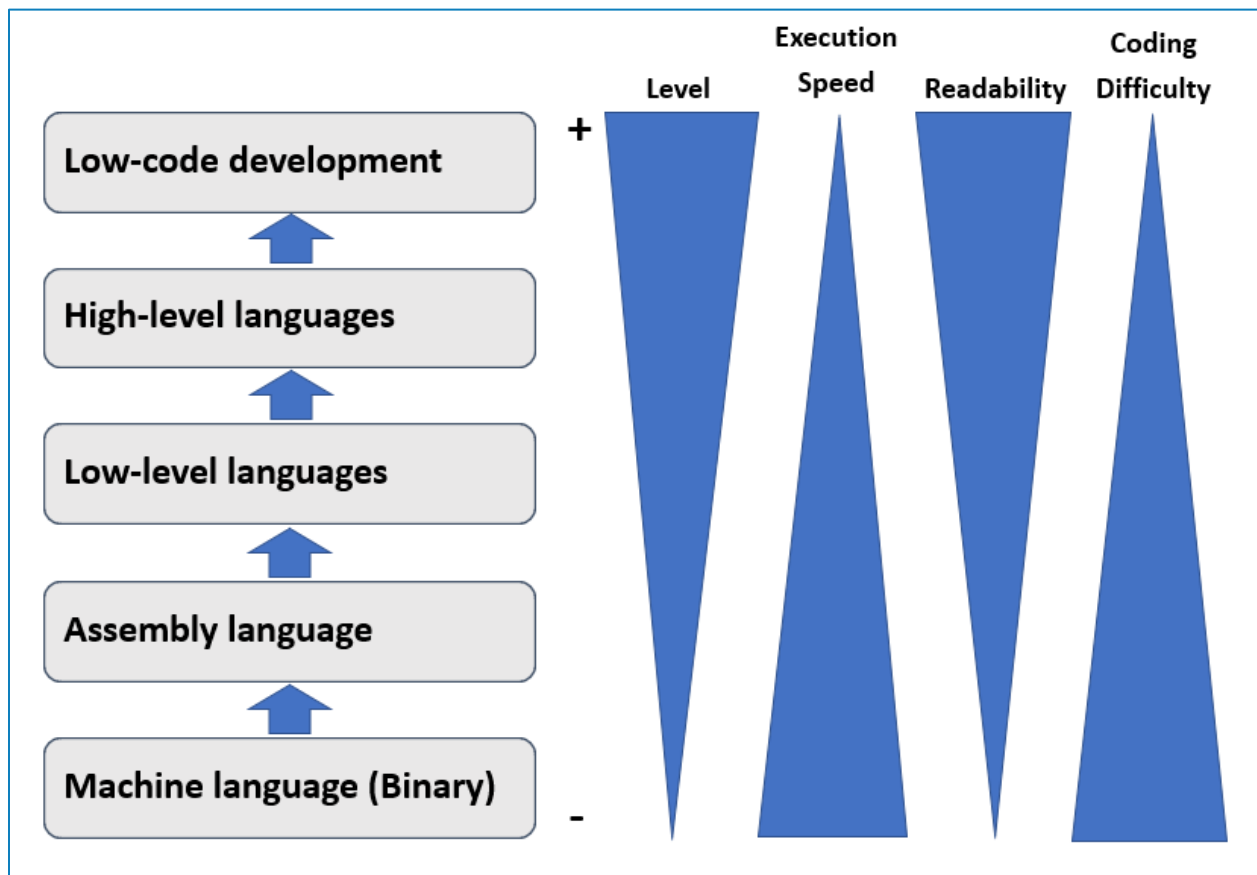 Execution
Coding
Level
Speed
Readability
Difficulty
+
Low-code development
High-level languages
Low-level languages
Assembly language
Machine language (Binary)
-